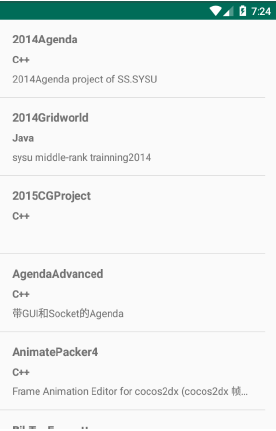 7:24
2014Agenda
C++
2014Agenda project of SS.SYSU
2014Gridworld
Java
sysu middle-rank trainning2014
2015CGProject
C++
AgendaAdvanced
C++
带GUI和Socket的Agenda
AnimatePacker4
C++
Frame Animation Editor for cocos2dx (cocos2dx 帧...